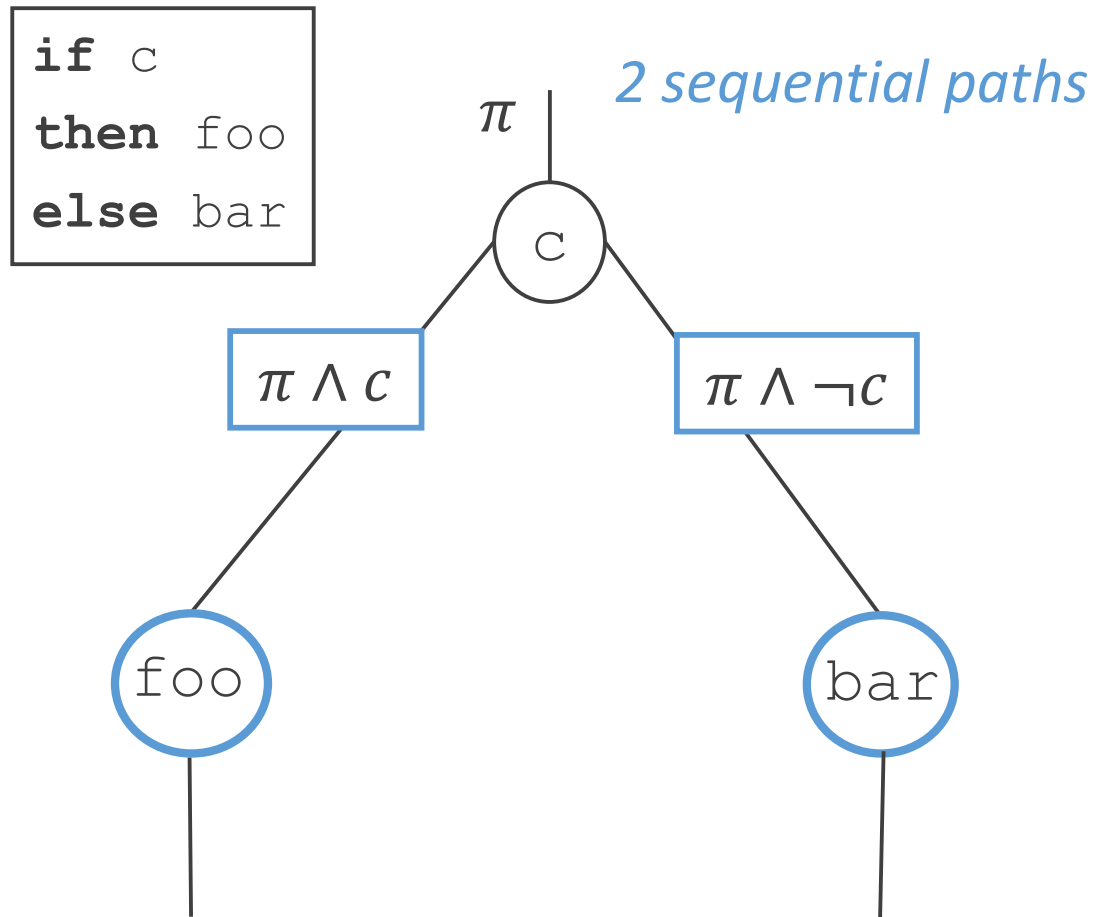 if c
then foo
else bar
2 sequential paths
π
c
π ∧ c
π ∧ ¬c
foo
bar